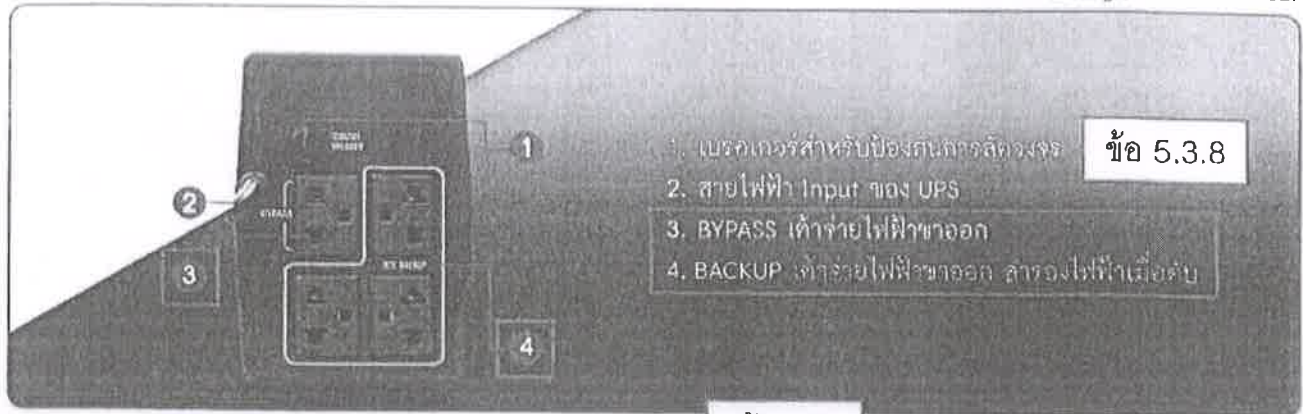 CIRCUIT
BREAKER
1
1. เบรคเกอร์สำหรับป้องกันการลัดวงจร
ข้อ 5.3.8
2
BYPASS
2. สายไฟฟ้า Input ของ UPS
3. BYPASS เต้าจ่ายไฟฟ้าขาออก
3
BACKUP
4. BACKUP เต้าจ่ายไฟฟ้าขาออก สำรองไฟฟ้าเมื่อดับ
4